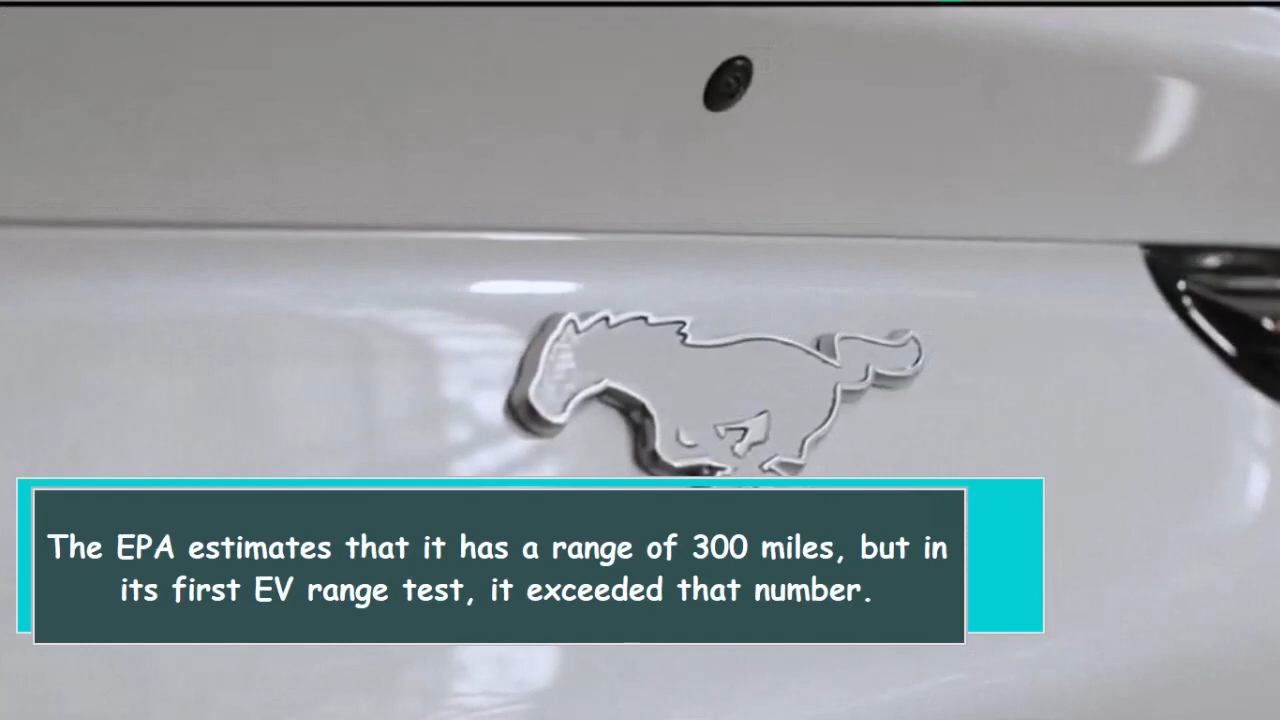 The EPA estimates that it has a range of 300 miles, but in
its first EV range test, it exceeded that number.